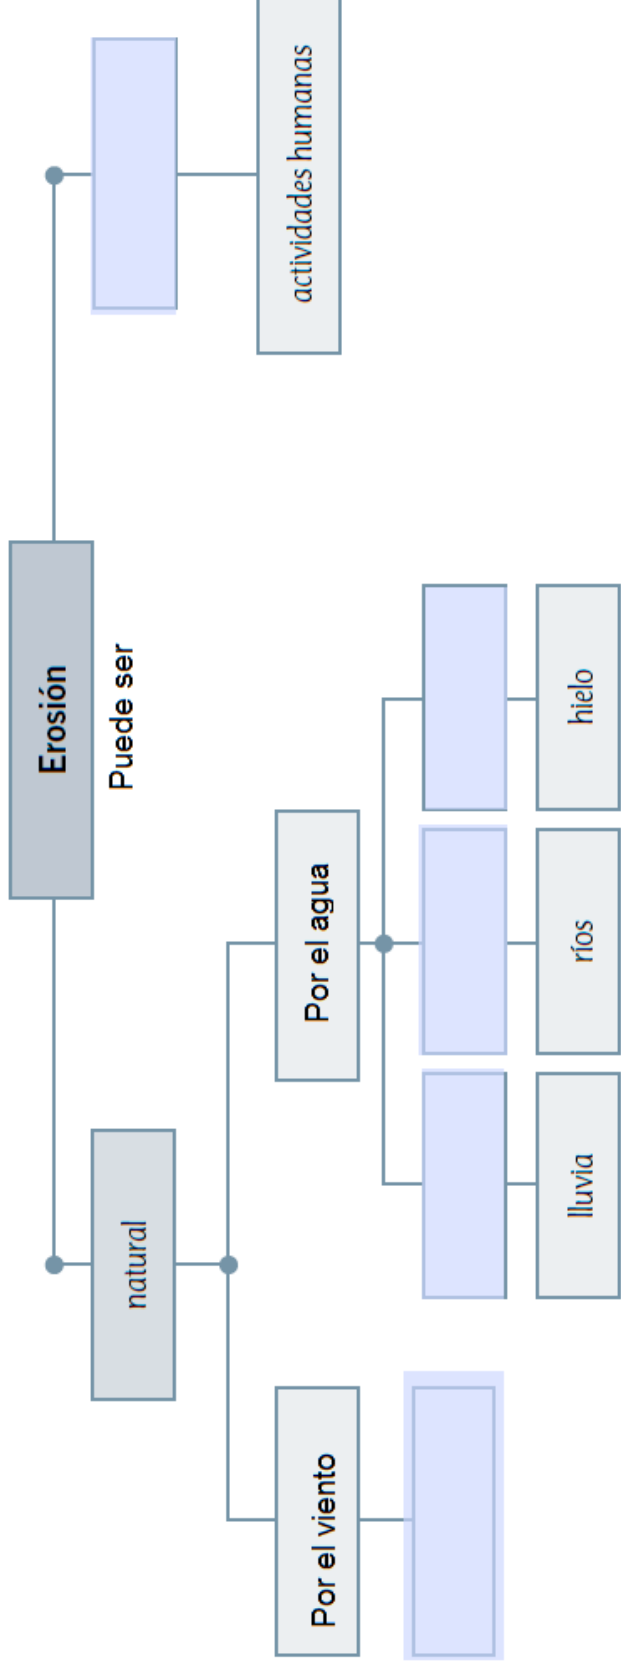 Erosión
Puede ser
natural
Por el viento
Por el agua
lluvia
ríos
hielo
actividades humanas